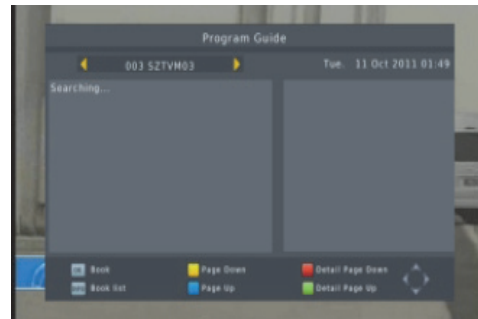 Program Guide
003 SZTVM03 Tue. 11 Oct 2011 01:49
Searching...
OK Book Page Down Detail Page Down
Book list Page Up Detail Page Up